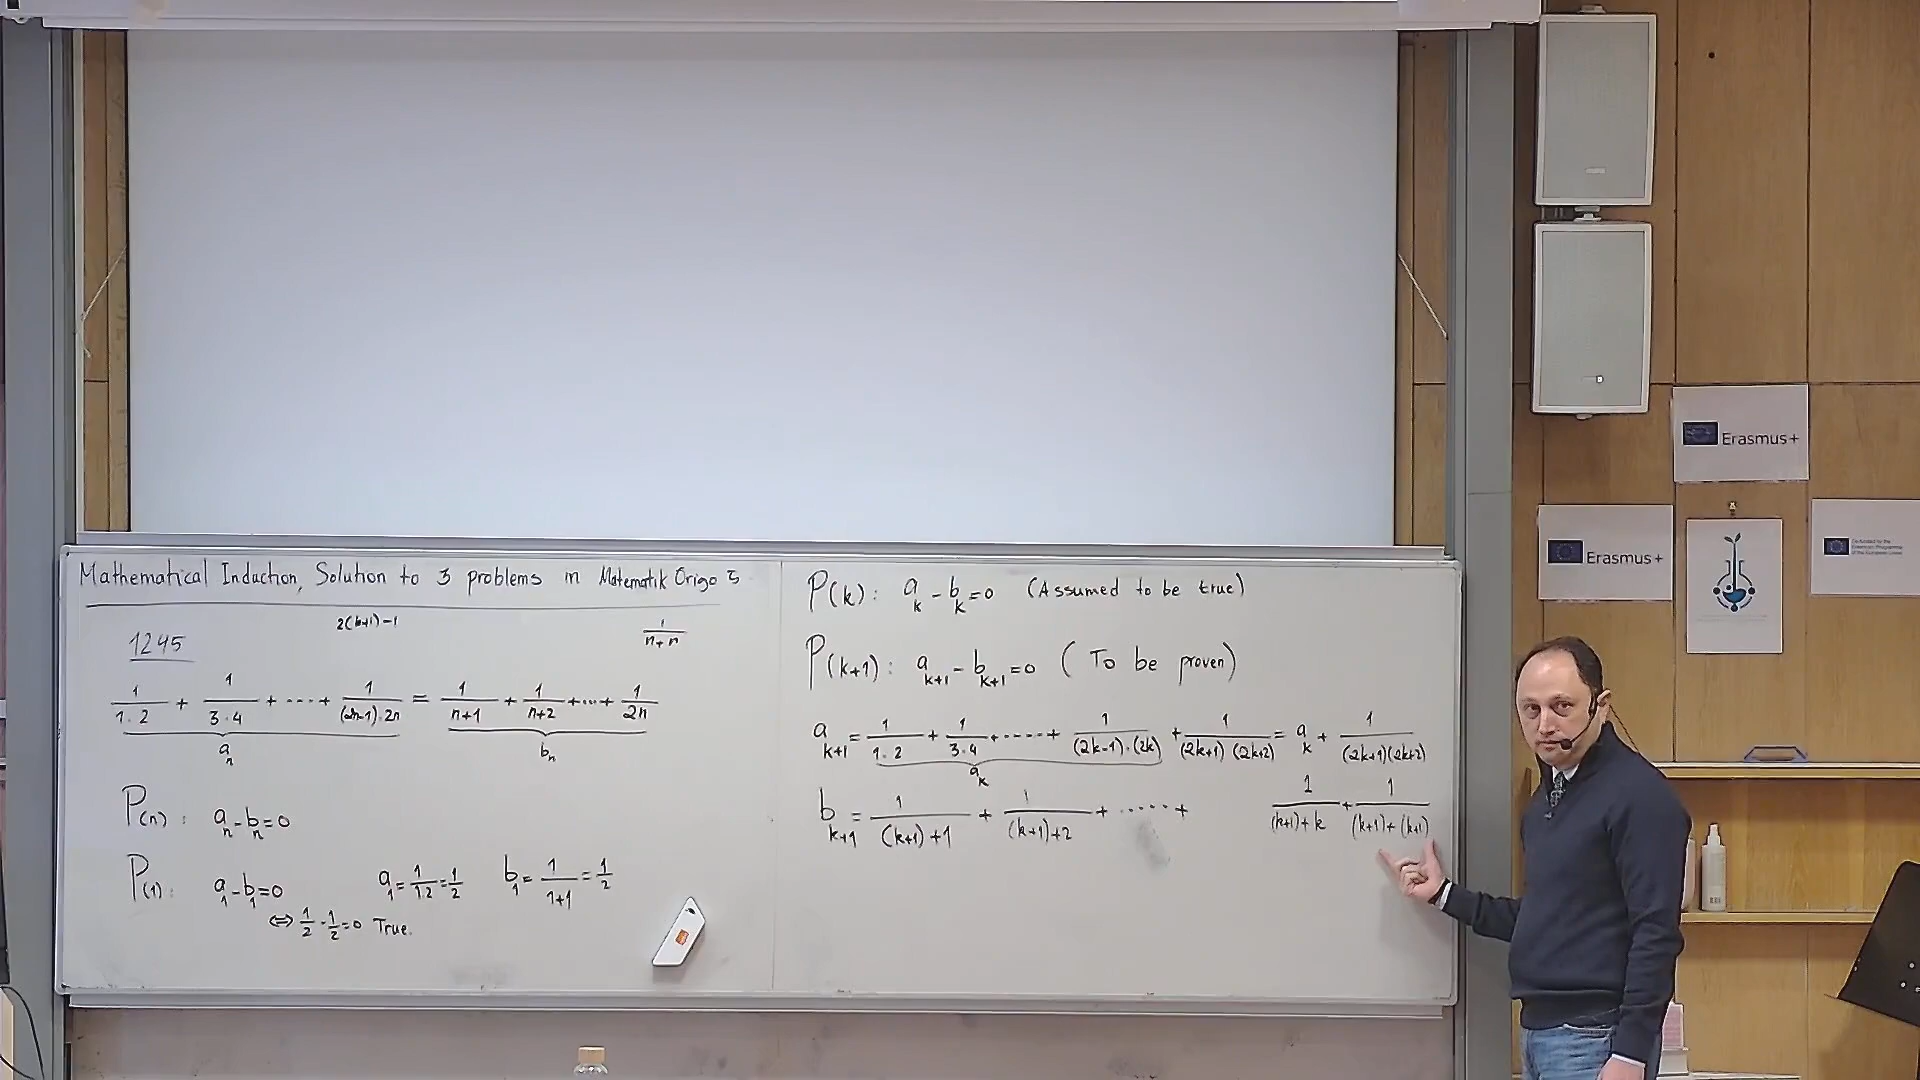 Mathematical Induction, Solution to 3 problems in Matematik Origo 5
2(k+1)-1
1/(n+n)
1245
1/(1·2) + 1/(3·4) + ---- + 1/((2n-1)·2n) = 1/(n+1) + 1/(n+2) + ... + 1/(2n)
a_n b_n
P(n): a_n - b_n = 0
P(1): a_1 - b_1 = 0 a_1 = 1/(1·2) = 1/2 b_1 = 1/(1+1) = 1/2
⇔ 1/2 - 1/2 = 0 True.
P(k): a_k - b_k = 0 (Assumed to be true)
P(k+1): a_k+1 - b_k+1 = 0 (To be proven)
a_k+1 = 1/(1·2) + 1/(3·4) + ----- + 1/((2k-1)·(2k)) + 1/((2k+1)(2k+2)) = a_k + 1/((2k+1)(2k+2))
a_k
b_k+1 = 1/((k+1)+1) + 1/((k+1)+2) + ..... + 1/((k+1)+k) + 1/((k+1)+(k+1))
Erasmus+
Erasmus+